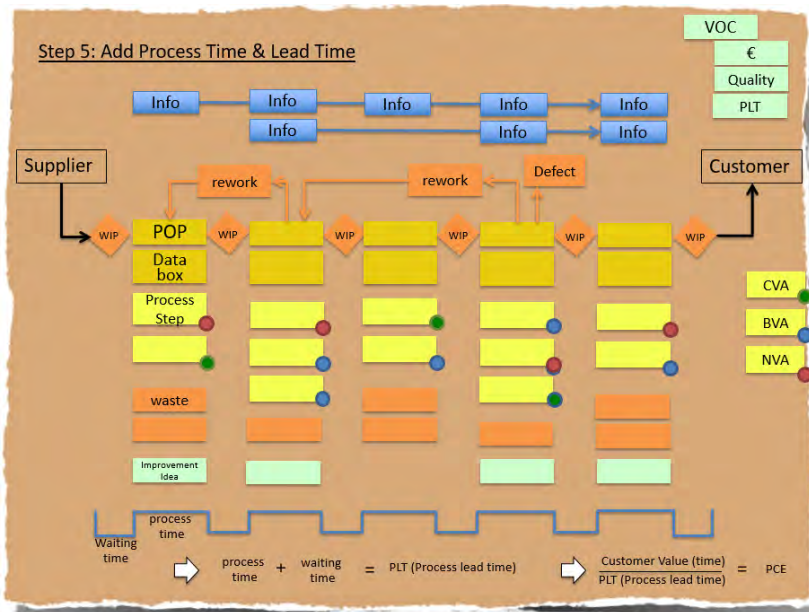 Step 5: Add Process Time & Lead Time
VOC
€
Quality
PLT
Info
Info
Info
Info
Info
Info
Info
Info
Supplier
rework
rework
Defect
Customer
WIP
POP
WIP
WIP
WIP
WIP
WIP
Data
box
Process
Step
CVA
BVA
NVA
waste
Improvement
Idea
process
time
Waiting
time
process
time
+
waiting
time
=
PLT (Process lead time)
Customer Value (time)
PLT (Process lead time)
=
PCE